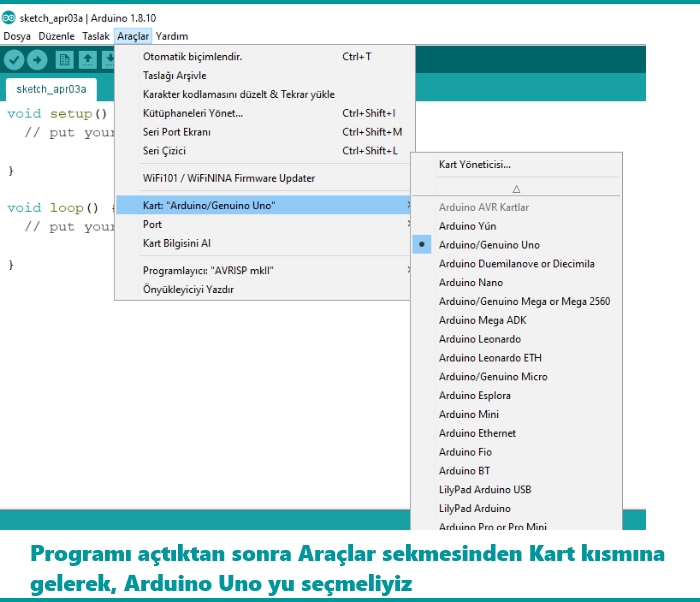 sketch_apr03a | Arduino 1.8.10
Dosya Düzenle Taslak Araçlar Yardım
sketch_apr03a
void setup()
// put your
}
void loop() {
// put your
}
Otomatik biçimlendir. Ctrl+T
Taslağı Arşivle
Karakter kodlamasını düzelt & Tekrar yükle
Kütüphaneleri Yönet... Ctrl+Shift+I
Seri Port Ekranı Ctrl+Shift+M
Seri Çizici Ctrl+Shift+L
WiFi101 / WiFiNINA Firmware Updater
Kart: "Arduino/Genuino Uno"
Port
Kart Bilgisini Al
Programlayıcı: "AVRISP mkII"
Önyükleyiciyi Yazdır
Kart Yöneticisi...
Arduino AVR Kartlar
Arduino Yún
Arduino/Genuino Uno
Arduino Duemilanove or Diecimila
Arduino Nano
Arduino/Genuino Mega or Mega 2560
Arduino Mega ADK
Arduino Leonardo
Arduino Leonardo ETH
Arduino/Genuino Micro
Arduino Esplora
Arduino Mini
Arduino Ethernet
Arduino Fio
Arduino BT
LilyPad Arduino USB
LilyPad Arduino
Arduino Pro or Pro Mini
Programı açtıktan sonra Araçlar sekmesinden Kart kısmına
gelerek, Arduino Uno yu seçmeliyiz